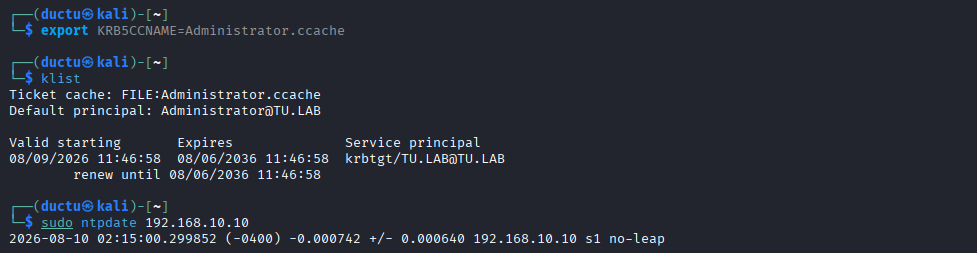 ┌──(ductu㉿kali)-[~]
└─$ export KRB5CCNAME=Administrator.ccache
┌──(ductu㉿kali)-[~]
└─$ klist
Ticket cache: FILE:Administrator.ccache
Default principal: Administrator@TU.LAB
Valid starting       Expires              Service principal
08/09/2026 11:46:58  08/06/2036 11:46:58  krbtgt/TU.LAB@TU.LAB
        renew until 08/06/2036 11:46:58
┌──(ductu㉿kali)-[~]
└─$ sudo ntpdate 192.168.10.10
2026-08-10 02:15:00.299852 (-0400) -0.000742 +/- 0.000640 192.168.10.10 s1 no-leap